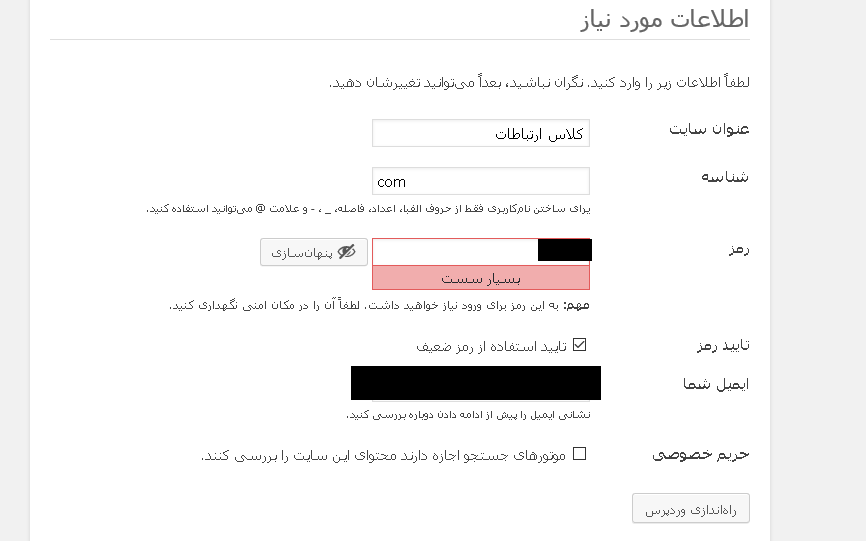 اطلاعات مورد نیاز
لطفاً اطلاعات زیر را وارد کنید. نگران نباشید، بعداً می‌توانید تغییرشان دهید.
عنوان سایت
کلاس ارتباطات
شناسه
com
برای ساختن نام‌کاربری فقط از حروف الفبا، اعداد، فاصله، _ ، - و علامت @ می‌توانید استفاده کنید.
رمز
پنهان‌سازی
بسیار سست
مهم: به این رمز برای ورود نیاز خواهید داشت. لطفاً آن را در مکان امنی نگهداری کنید.
تایید رمز
تایید استفاده از رمز ضعیف
ایمیل شما
نشانی ایمیل را پیش از ادامه دادن دوباره بررسی کنید.
حریم خصوصی
موتورهای جستجو اجازه دارند محتوای این سایت را بررسی کنند.
راه‌اندازی وردپرس